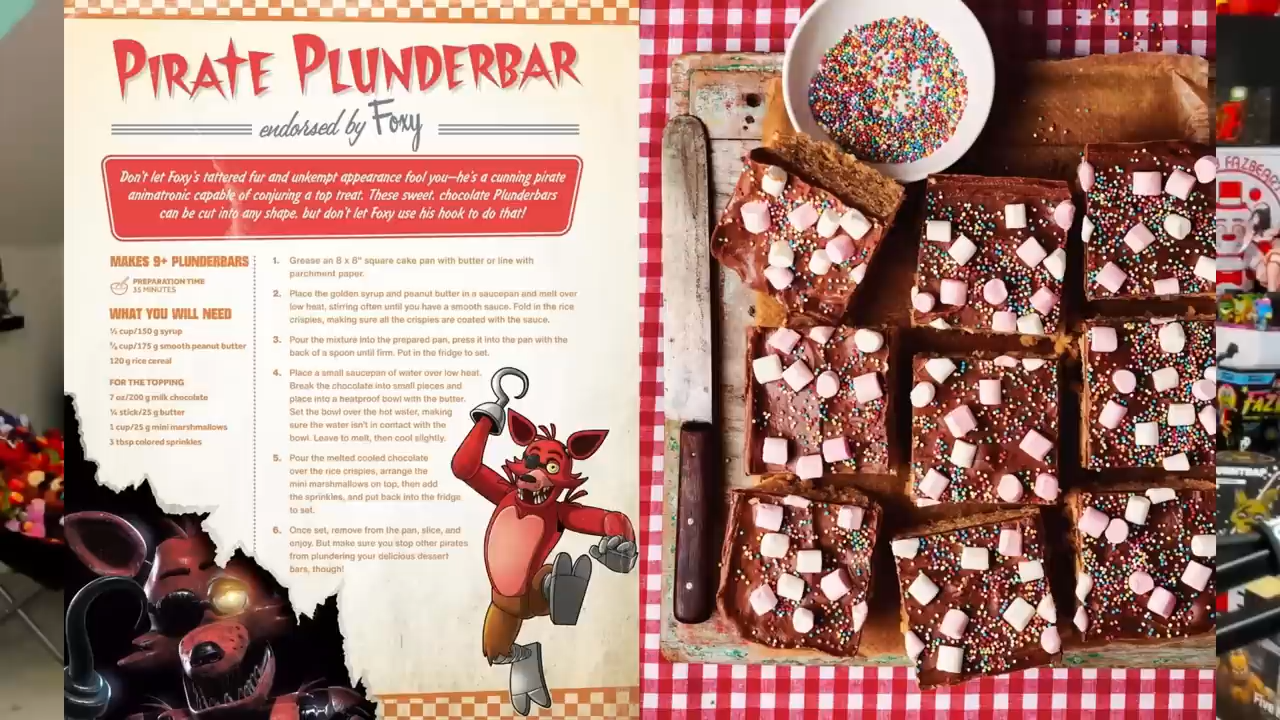 PIRATE PLUNDERBAR
endorsed by Foxy
Don't let Foxy's tattered fur and unkempt appearance fool you—he's a cunning pirate
animatronic capable of conjuring a top treat. These sweet, chocolate Plunderbars
can be cut into any shape, but don't let Foxy use his hook to do that!
MAKES 9+ PLUNDERBARS
PREPARATION TIME
35 MINUTES
WHAT YOU WILL NEED
½ cup/150 g syrup
¾ cup/175 g smooth peanut butter
120 g rice cereal
FOR THE TOPPING
7 oz/200 g milk chocolate
¼ stick/25 g butter
1 cup/25 g mini marshmallows
3 tbsp colored sprinkles
1. Grease an 8 x 8" square cake pan with butter or line with
parchment paper.
2. Place the golden syrup and peanut butter in a saucepan and melt over
low heat, stirring often until you have a smooth sauce. Fold in the rice
crispies, making sure all the crispies are coated with the sauce.
3. Pour the mixture into the prepared pan, press it into the pan with the
back of a spoon until firm. Put in the fridge to set.
4. Place a small saucepan of water over low heat.
Break the chocolate into small pieces and
place into a heatproof bowl with the butter.
Set the bowl over the hot water, making
sure the water isn't in contact with the
bowl. Leave to melt, then cool slightly.
5. Pour the melted cooled chocolate
over the rice crispies, arrange the
mini marshmallows on top, then add
the sprinkles, and put back into the fridge
to set.
6. Once set, remove from the pan, slice, and
enjoy. But make sure you stop other pirates
from plundering your delicious dessert
bars, though!